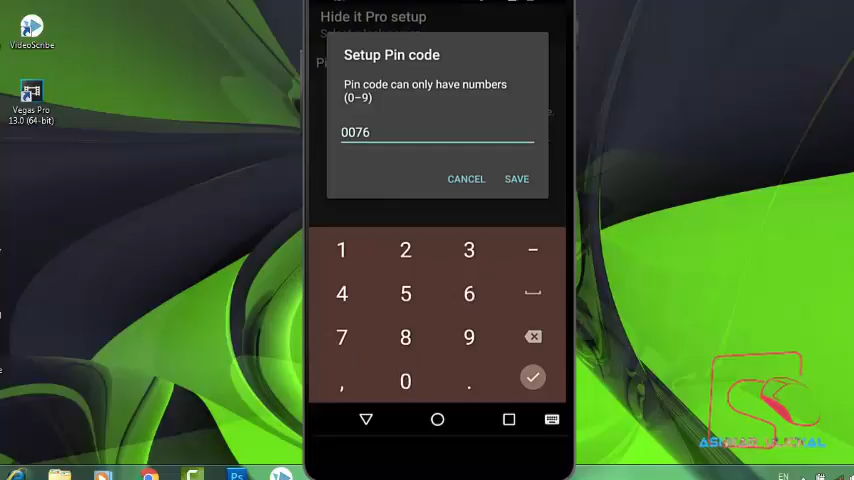 VideoScribe
Vegas Pro
13.0 (64-bit)
Hide it Pro setup
Setup Pin code
Pin code can only have numbers
(0–9)
0076
CANCEL
SAVE
1 2 3 –
4 5 6
7 8 9
, 0 .
EN
Ps